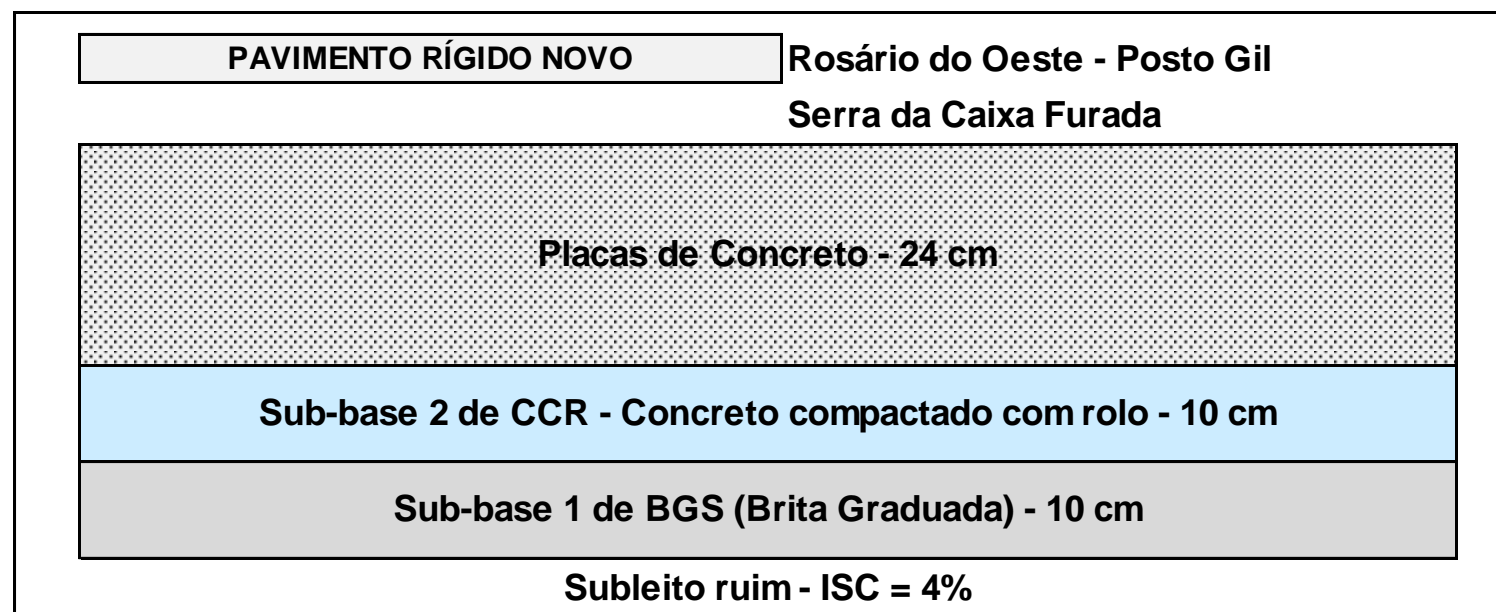 PAVIMENTO RÍGIDO NOVO
Rosário do Oeste - Posto Gil
Serra da Caixa Furada
Placas de Concreto - 24 cm
Sub-base 2 de CCR - Concreto compactado com rolo - 10 cm
Sub-base 1 de BGS (Brita Graduada) - 10 cm
Subleito ruim - ISC = 4%